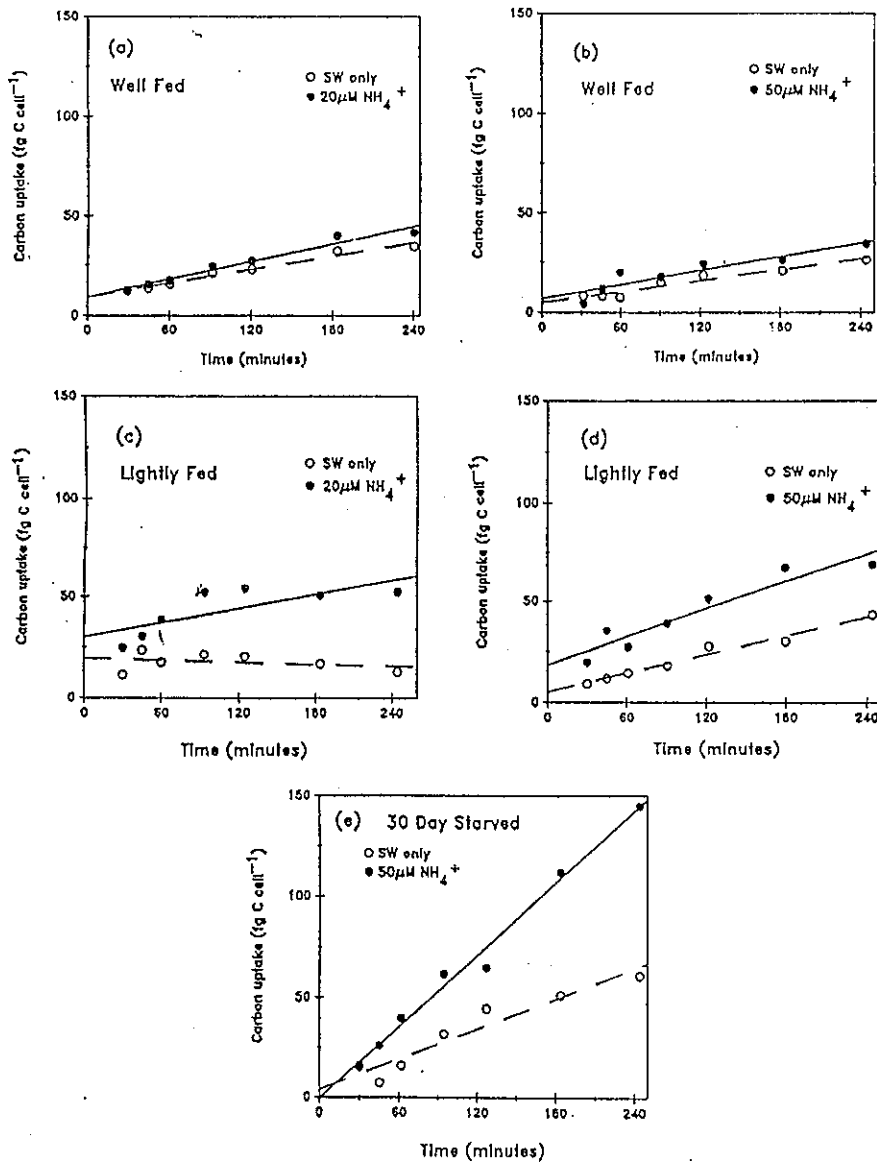 (a)
Well Fed
SW only
20μM NH₄⁺
Carbon uptake (fg C cell⁻¹)
150
100
50
0
0 60 120 180 240
Time (minutes)
(b)
Well Fed
SW only
50μM NH₄⁺
Carbon uptake (fg C cell⁻¹)
150
100
50
0
0 60 120 180 240
Time (minutes)
(c)
Lightly Fed
SW only
20μM NH₄⁺
Carbon uptake (fg C cell⁻¹)
150
100
50
0
0 60 120 180 240
Time (minutes)
(d)
Lightly Fed
SW only
50μM NH₄⁺
Carbon uptake (fg C cell⁻¹)
150
100
50
0
0 60 120 180 240
Time (minutes)
(e) 30 Day Starved
SW only
50μM NH₄⁺
Carbon uptake (fg C cell⁻¹)
150
100
50
0
0 60 120 160 240
Time (minutes)